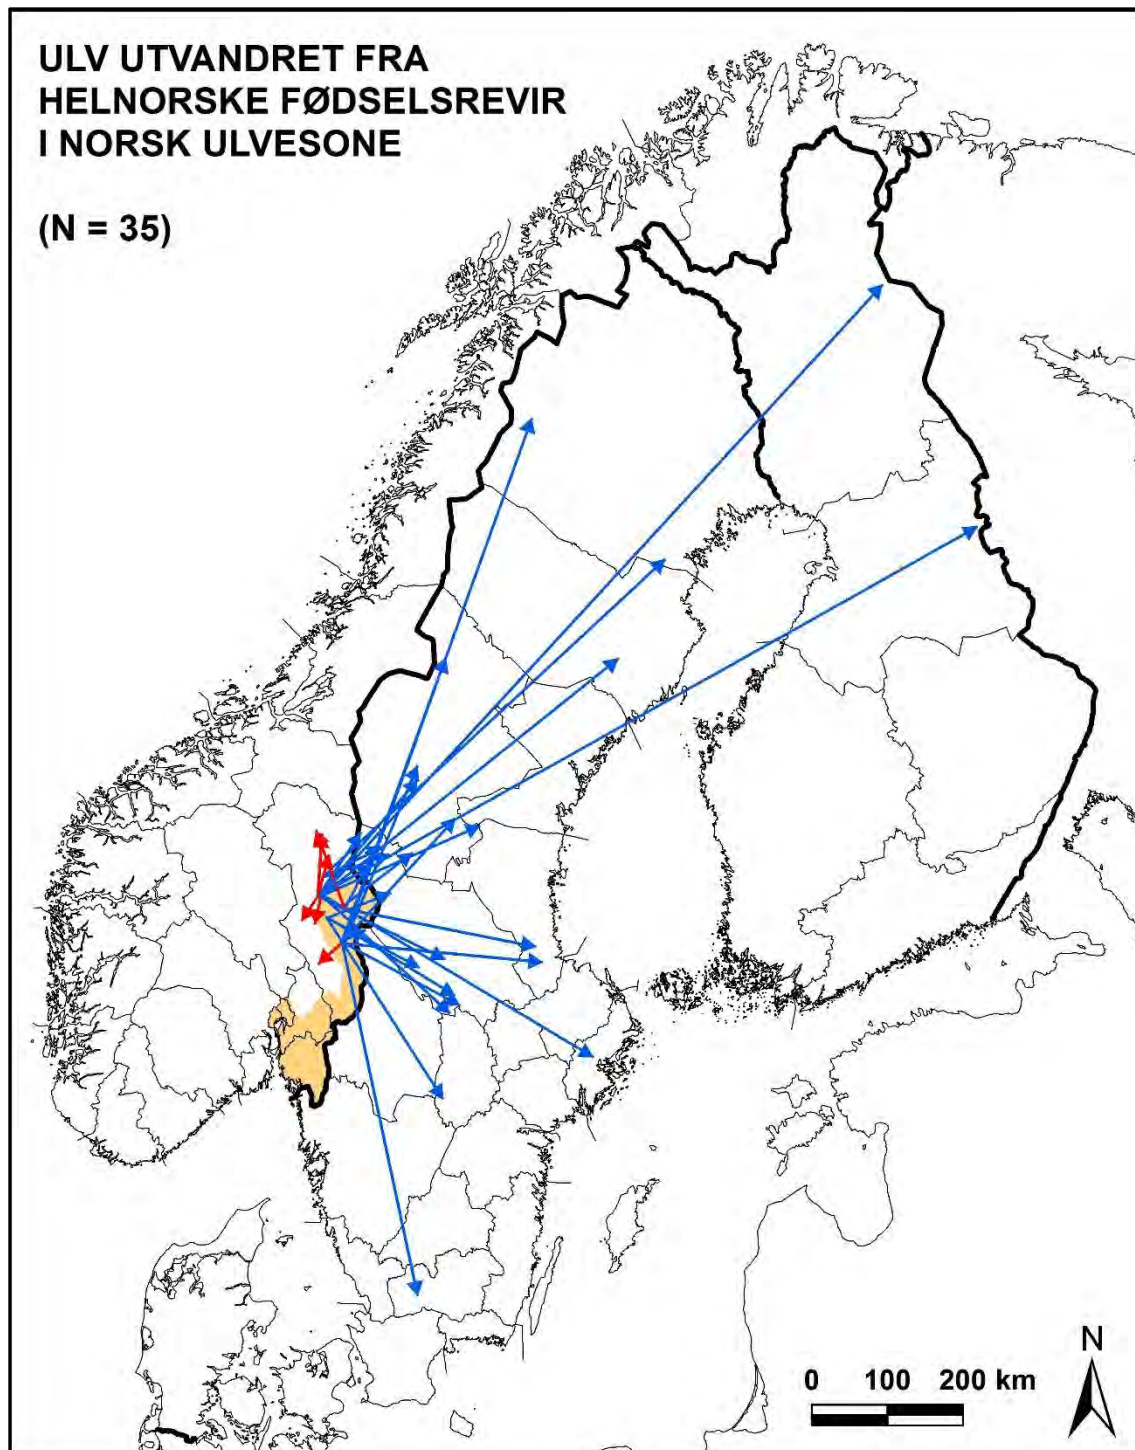 ULV UTVANDRET FRA
HELNORSKE FØDSELSREVIR
I NORSK ULVESONE
(N = 35)
N
0 100 200 km